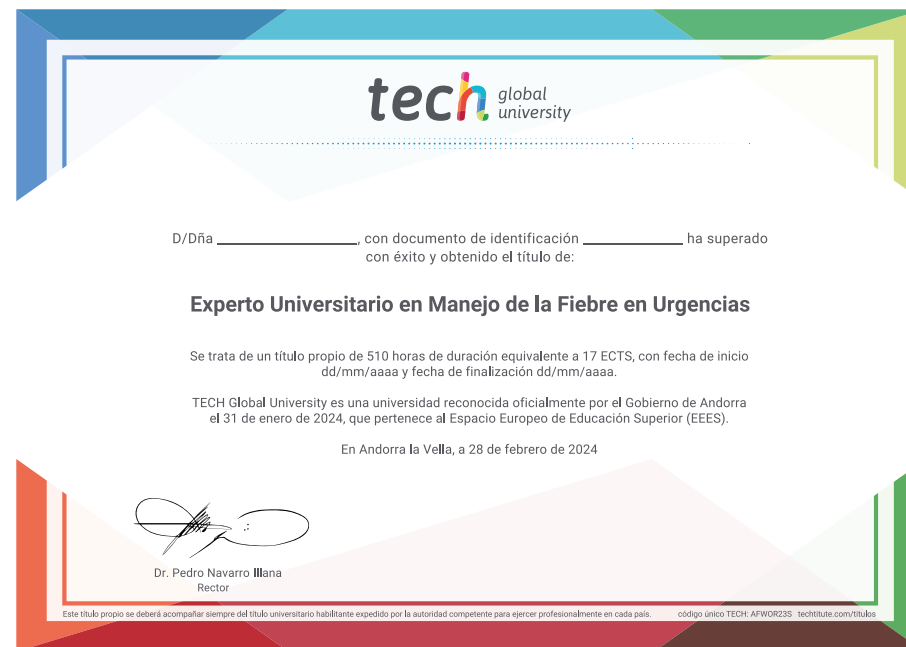 tech global university
D/Dña ____________, con documento de identificación ____________ ha superado
con éxito y obtenido el título de:
Experto Universitario en Manejo de la Fiebre en Urgencias
Se trata de un título propio de 510 horas de duración equivalente a 17 ECTS, con fecha de inicio
dd/mm/aaaa y fecha de finalización dd/mm/aaaa.
TECH Global University es una universidad reconocida oficialmente por el Gobierno de Andorra
el 31 de enero de 2024, que pertenece al Espacio Europeo de Educación Superior (EEES).
En Andorra la Vella, a 28 de febrero de 2024
Dr. Pedro Navarro Illana
Rector
Este título propio se deberá acompañar siempre del título universitario habilitante expedido por la autoridad competente para ejercer profesionalmente en cada país. código único TECH: AFWOR23S techtitute.com/titulos